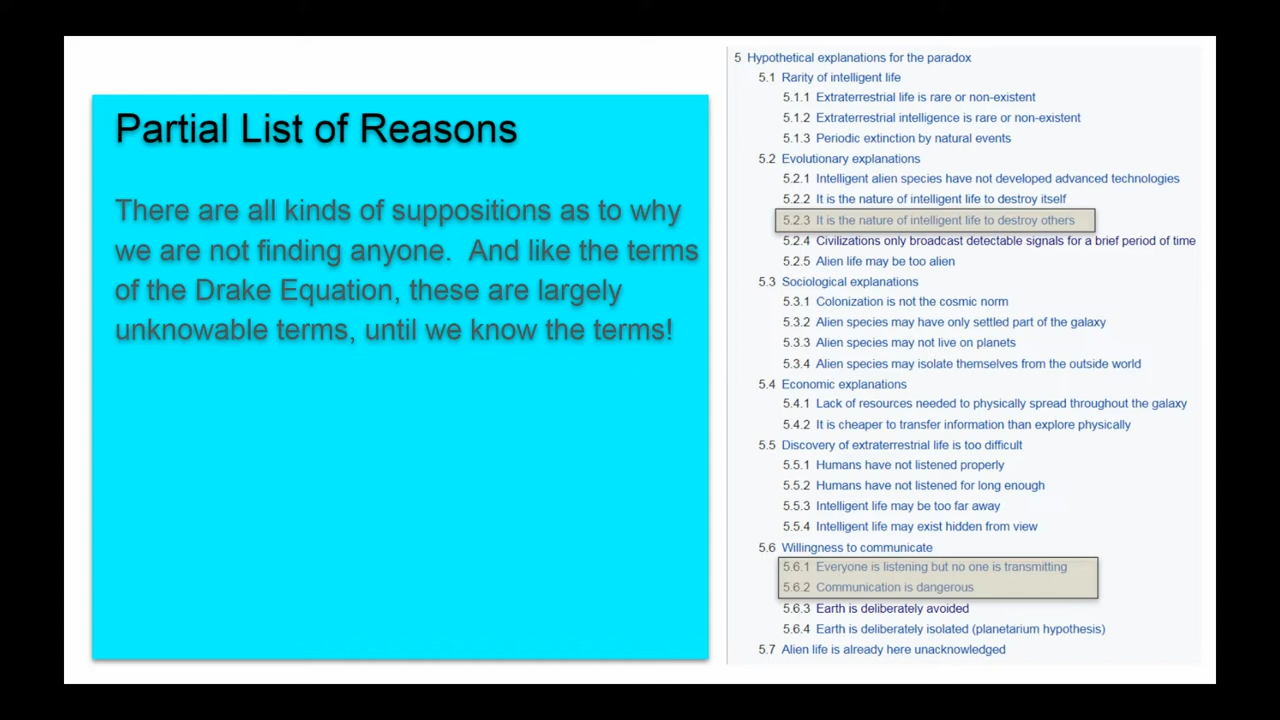 Partial List of Reasons
There are all kinds of suppositions as to why
we are not finding anyone.  And like the terms
of the Drake Equation, these are largely
unknowable terms, until we know the terms!
5 Hypothetical explanations for the paradox
5.1 Rarity of intelligent life
5.1.1 Extraterrestrial life is rare or non-existent
5.1.2 Extraterrestrial intelligence is rare or non-existent
5.1.3 Periodic extinction by natural events
5.2 Evolutionary explanations
5.2.1 Intelligent alien species have not developed advanced technologies
5.2.2 It is the nature of intelligent life to destroy itself
5.2.3 It is the nature of intelligent life to destroy others
5.2.4 Civilizations only broadcast detectable signals for a brief period of time
5.2.5 Alien life may be too alien
5.3 Sociological explanations
5.3.1 Colonization is not the cosmic norm
5.3.2 Alien species may have only settled part of the galaxy
5.3.3 Alien species may not live on planets
5.3.4 Alien species may isolate themselves from the outside world
5.4 Economic explanations
5.4.1 Lack of resources needed to physically spread throughout the galaxy
5.4.2 It is cheaper to transfer information than explore physically
5.5 Discovery of extraterrestrial life is too difficult
5.5.1 Humans have not listened properly
5.5.2 Humans have not listened for long enough
5.5.3 Intelligent life may be too far away
5.5.4 Intelligent life may exist hidden from view
5.6 Willingness to communicate
5.6.1 Everyone is listening but no one is transmitting
5.6.2 Communication is dangerous
5.6.3 Earth is deliberately avoided
5.6.4 Earth is deliberately isolated (planetarium hypothesis)
5.7 Alien life is already here unacknowledged